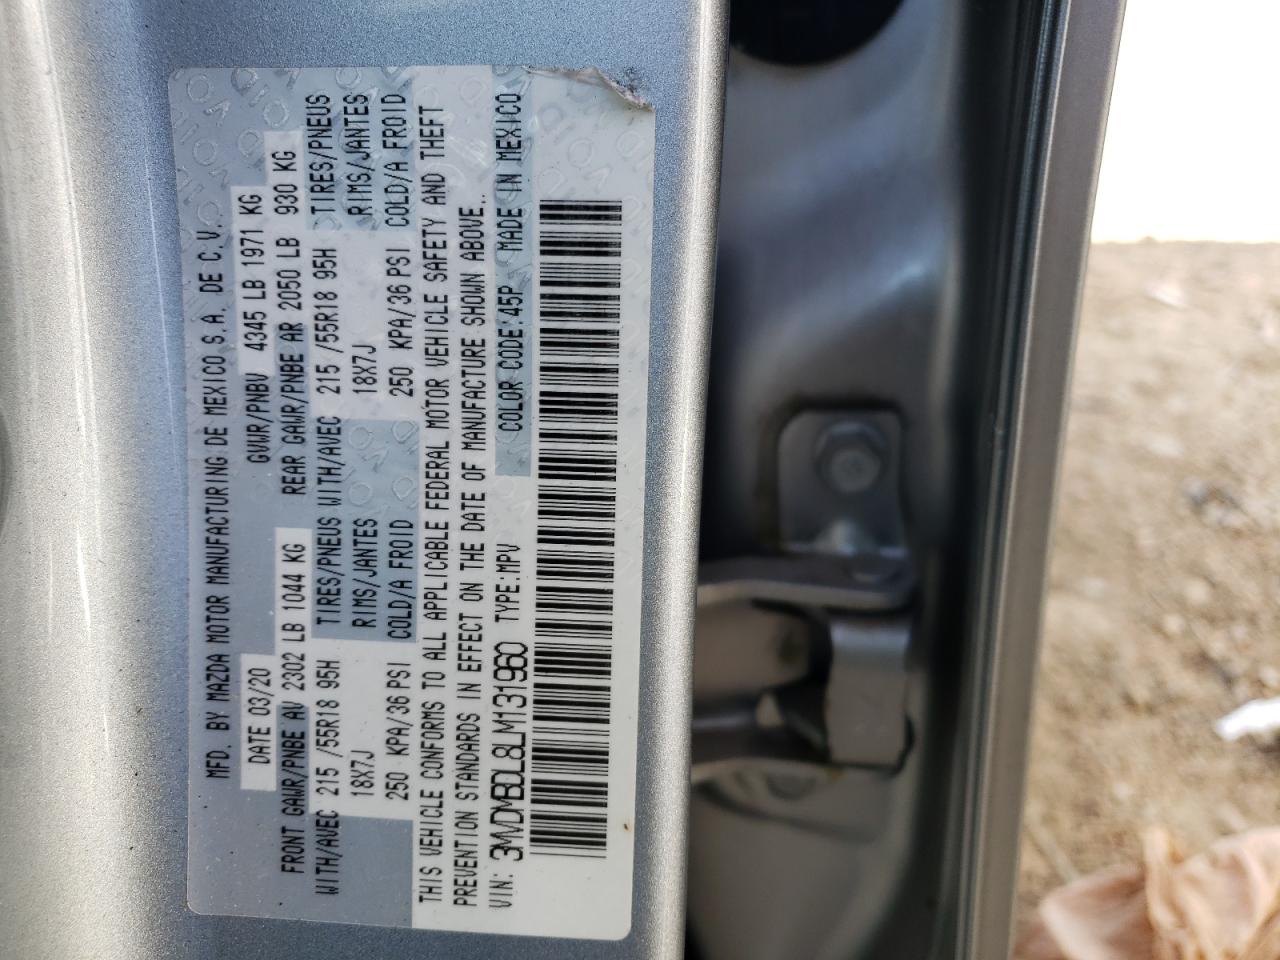 MFD. BY MAZDA MOTOR MANUFACTURING DE MEXICO S.A. DE C.V.
DATE 03/20 GVWR/PNBV 4345 LB 1971 KG
FRONT GAWR/PNBE AV 2302 LB 1044 KG REAR GAWR/PNBE AR 2050 LB 930 KG
WITH/AVEC 215 /55R18 95H TIRES/PNEUS WITH/AVEC 215 /55R18 95H TIRES/PNEUS
18X7J RIMS/JANTES 18X7J RIMS/JANTES
250 KPA/36 PSI COLD/A FROID 250 KPA/36 PSI COLD/A FROID
THIS VEHICLE CONFORMS TO ALL APPLICABLE FEDERAL MOTOR VEHICLE SAFETY AND THEFT
PREVENTION STANDARDS IN EFFECT ON THE DATE OF MANUFACTURE SHOWN ABOVE.
VIN: 3MVDMBDL8LM131960 TYPE:MPV COLOR CODE:45P MADE IN MEXICO